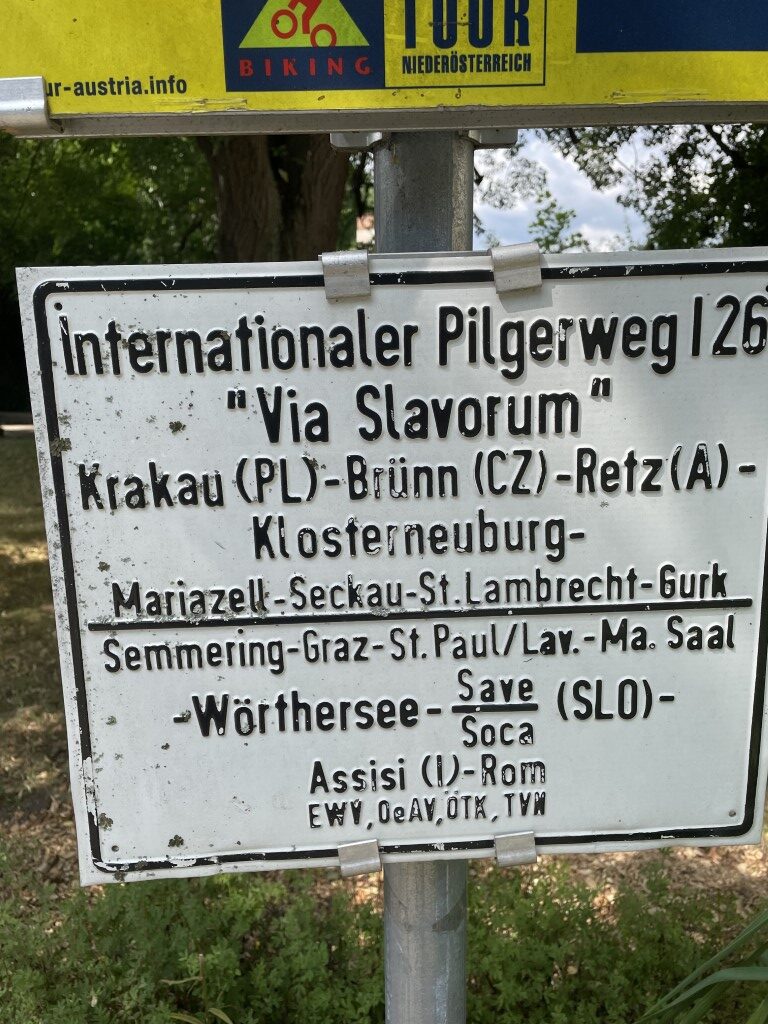 BIKING
TOUR
NIEDERÖSTERREICH
ur-austria.info
Internationaler Pilgerweg I 26
"Via Slavorum"
Krakau (PL)-Brünn (CZ)-Retz(A)-
Klosterneuburg-
Mariazell-Seckau-St.Lambrecht-Gurk
Semmering-Graz-St.Paul/Lav.-Ma.Saal
-Wörthersee-Save/Soca (SLO)-
Assisi (I)-Rom
EWV,OeAV,ÖTK,TVN